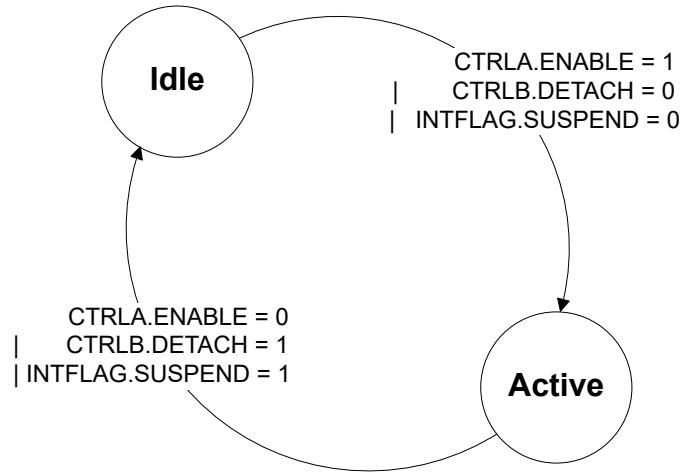 Idle
CTRLA.ENABLE = 1
| CTRLB.DETACH = 0
| INTFLAG.SUSPEND = 0
CTRLA.ENABLE = 0
| CTRLB.DETACH = 1
| INTFLAG.SUSPEND = 1
Active